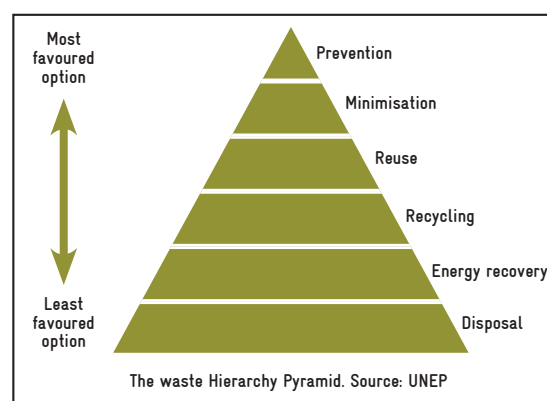 Most
favoured
option
Prevention
Minimisation
Reuse
Recycling
Energy recovery
Least
favoured
option
Disposal
The waste Hierarchy Pyramid. Source: UNEP